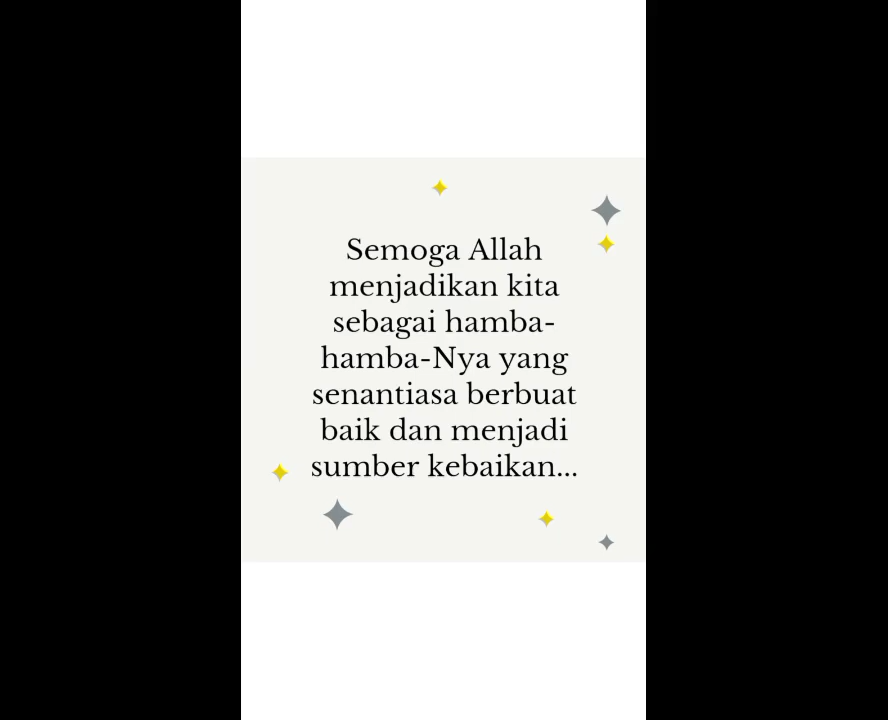 Semoga Allah
menjadikan kita
sebagai hamba-
hamba-Nya yang
senantiasa berbuat
baik dan menjadi
sumber kebaikan...